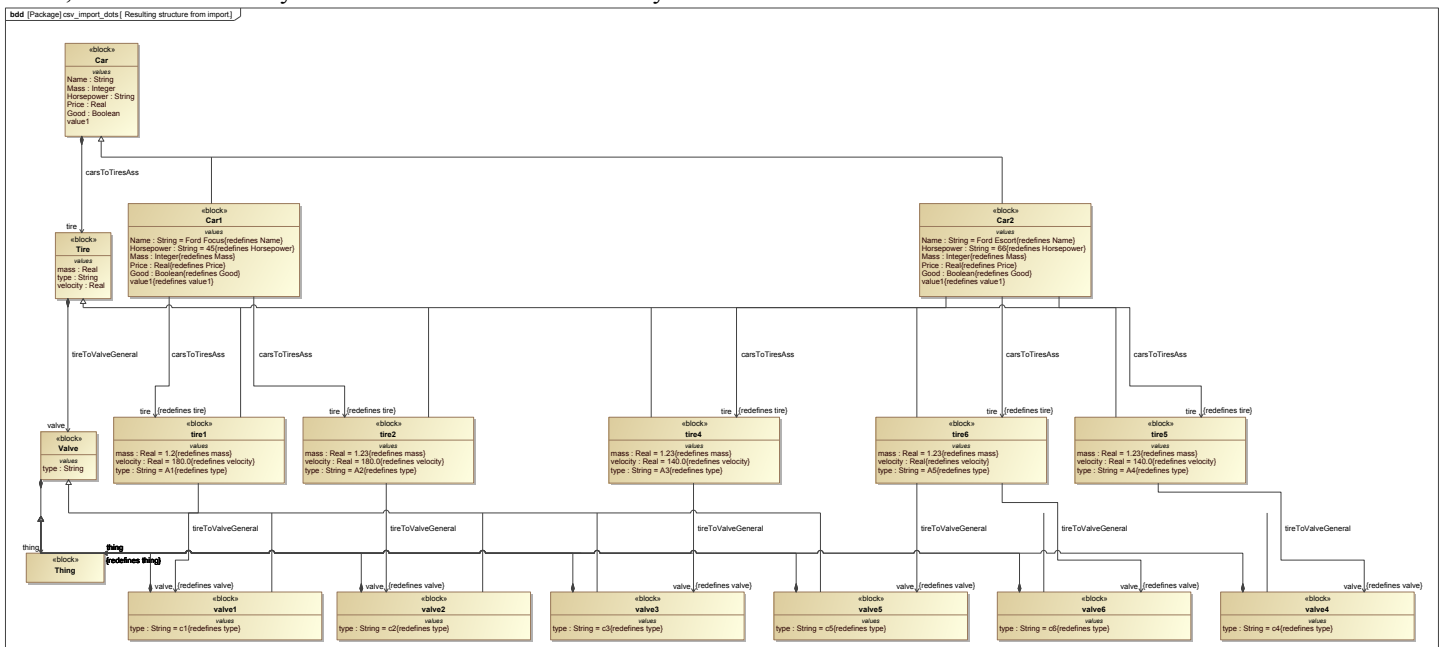 bdd [Package] csv_import_dots [ Resulting structure from import]
«block»
Car
values
Name : String
Mass : Integer
Horsepower : String
Price : Real
Good : Boolean
value1
carsToTiresAss
tire
«block»
Tire
values
mass : Real
type : String
velocity : Real
«block»
Car1
values
Name : String = Ford Focus{redefines Name}
Horsepower : String = 45{redefines Horsepower}
Mass : Integer{redefines Mass}
Price : Real{redefines Price}
Good : Boolean{redefines Good}
value1{redefines value1}
«block»
Car2
values
Name : String = Ford Escort{redefines Name}
Horsepower : String = 66{redefines Horsepower}
Mass : Integer{redefines Mass}
Price : Real{redefines Price}
Good : Boolean{redefines Good}
value1{redefines value1}
tireToValveGeneral
carsToTiresAss
carsToTiresAss
carsToTiresAss
carsToTiresAss
carsToTiresAss
valve
tire {redefines tire}
tire {redefines tire}
tire {redefines tire}
tire {redefines tire}
tire {redefines tire}
«block»
Valve
values
type : String
«block»
tire1
values
mass : Real = 1.2{redefines mass}
velocity : Real = 180.0{redefines velocity}
type : String = A1{redefines type}
«block»
tire2
values
mass : Real = 1.23{redefines mass}
velocity : Real = 180.0{redefines velocity}
type : String = A2{redefines type}
«block»
tire4
values
mass : Real = 1.23{redefines mass}
velocity : Real = 140.0{redefines velocity}
type : String = A3{redefines type}
«block»
tire6
values
mass : Real = 1.23{redefines mass}
velocity : Real{redefines velocity}
type : String = A5{redefines type}
«block»
tire5
values
mass : Real = 1.23{redefines mass}
velocity : Real = 140.0{redefines velocity}
type : String = A4{redefines type}
tireToValveGeneral
tireToValveGeneral
tireToValveGeneral
tireToValveGeneral
tireToValveGeneral
tireToValveGeneral
thing
thing
{redefines thing}
«block»
Thing
valve {redefines valve}
valve {redefines valve}
valve {redefines valve}
valve {redefines valve}
valve {redefines valve}
valve {redefines valve}
«block»
valve1
values
type : String = c1{redefines type}
«block»
valve2
values
type : String = c2{redefines type}
«block»
valve3
values
type : String = c3{redefines type}
«block»
valve5
values
type : String = c5{redefines type}
«block»
valve6
values
type : String = c6{redefines type}
«block»
valve4
values
type : String = c4{redefines type}